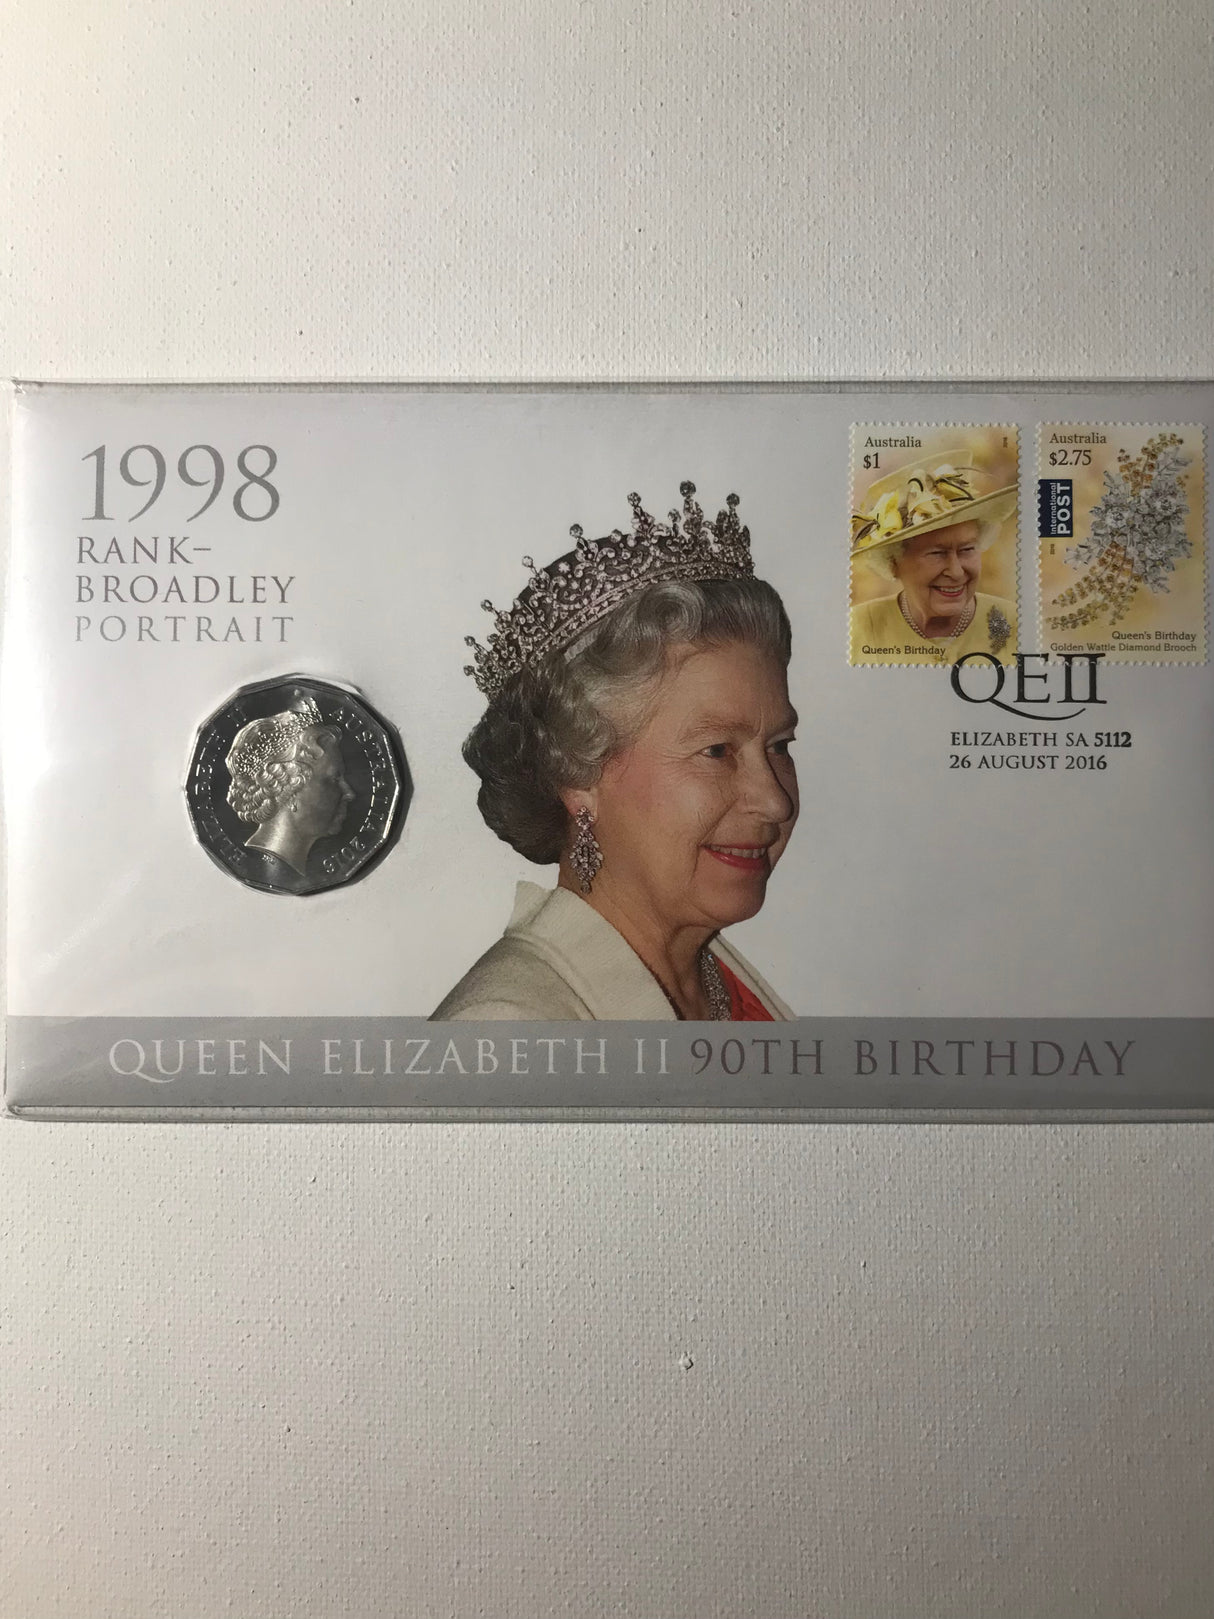 1998
RANK–
BROADLEY
PORTRAIT
ELIZABETH II AUSTRALIA
Australia
$1
Queen's Birthday
Australia
$2.75
International
POST
Queen's Birthday
Golden Wattle Diamond Brooch
QEII
ELIZABETH SA 5112
26 AUGUST 2016
QUEEN ELIZABETH II 90TH BIRTHDAY